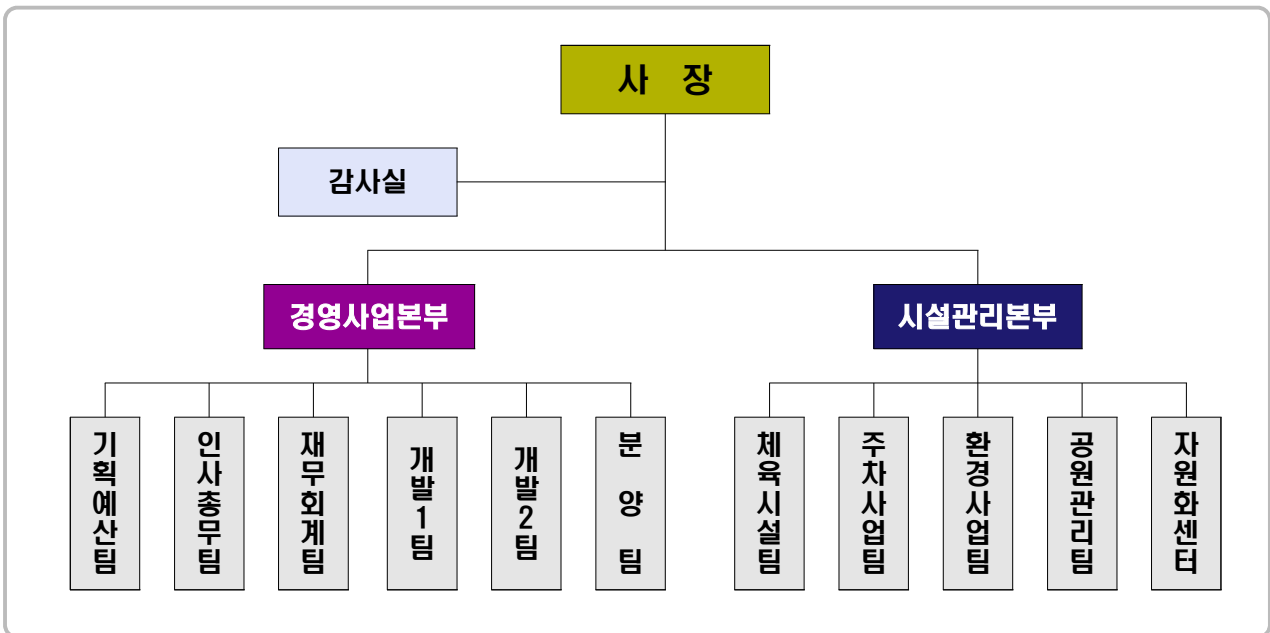 사 장
감사실
경영사업본부
시설관리본부
기획예산팀
인사총무팀
재무회계팀
개발1팀
개발2팀
분 양 팀
체육시설팀
주차사업팀
환경사업팀
공원관리팀
자원화센터